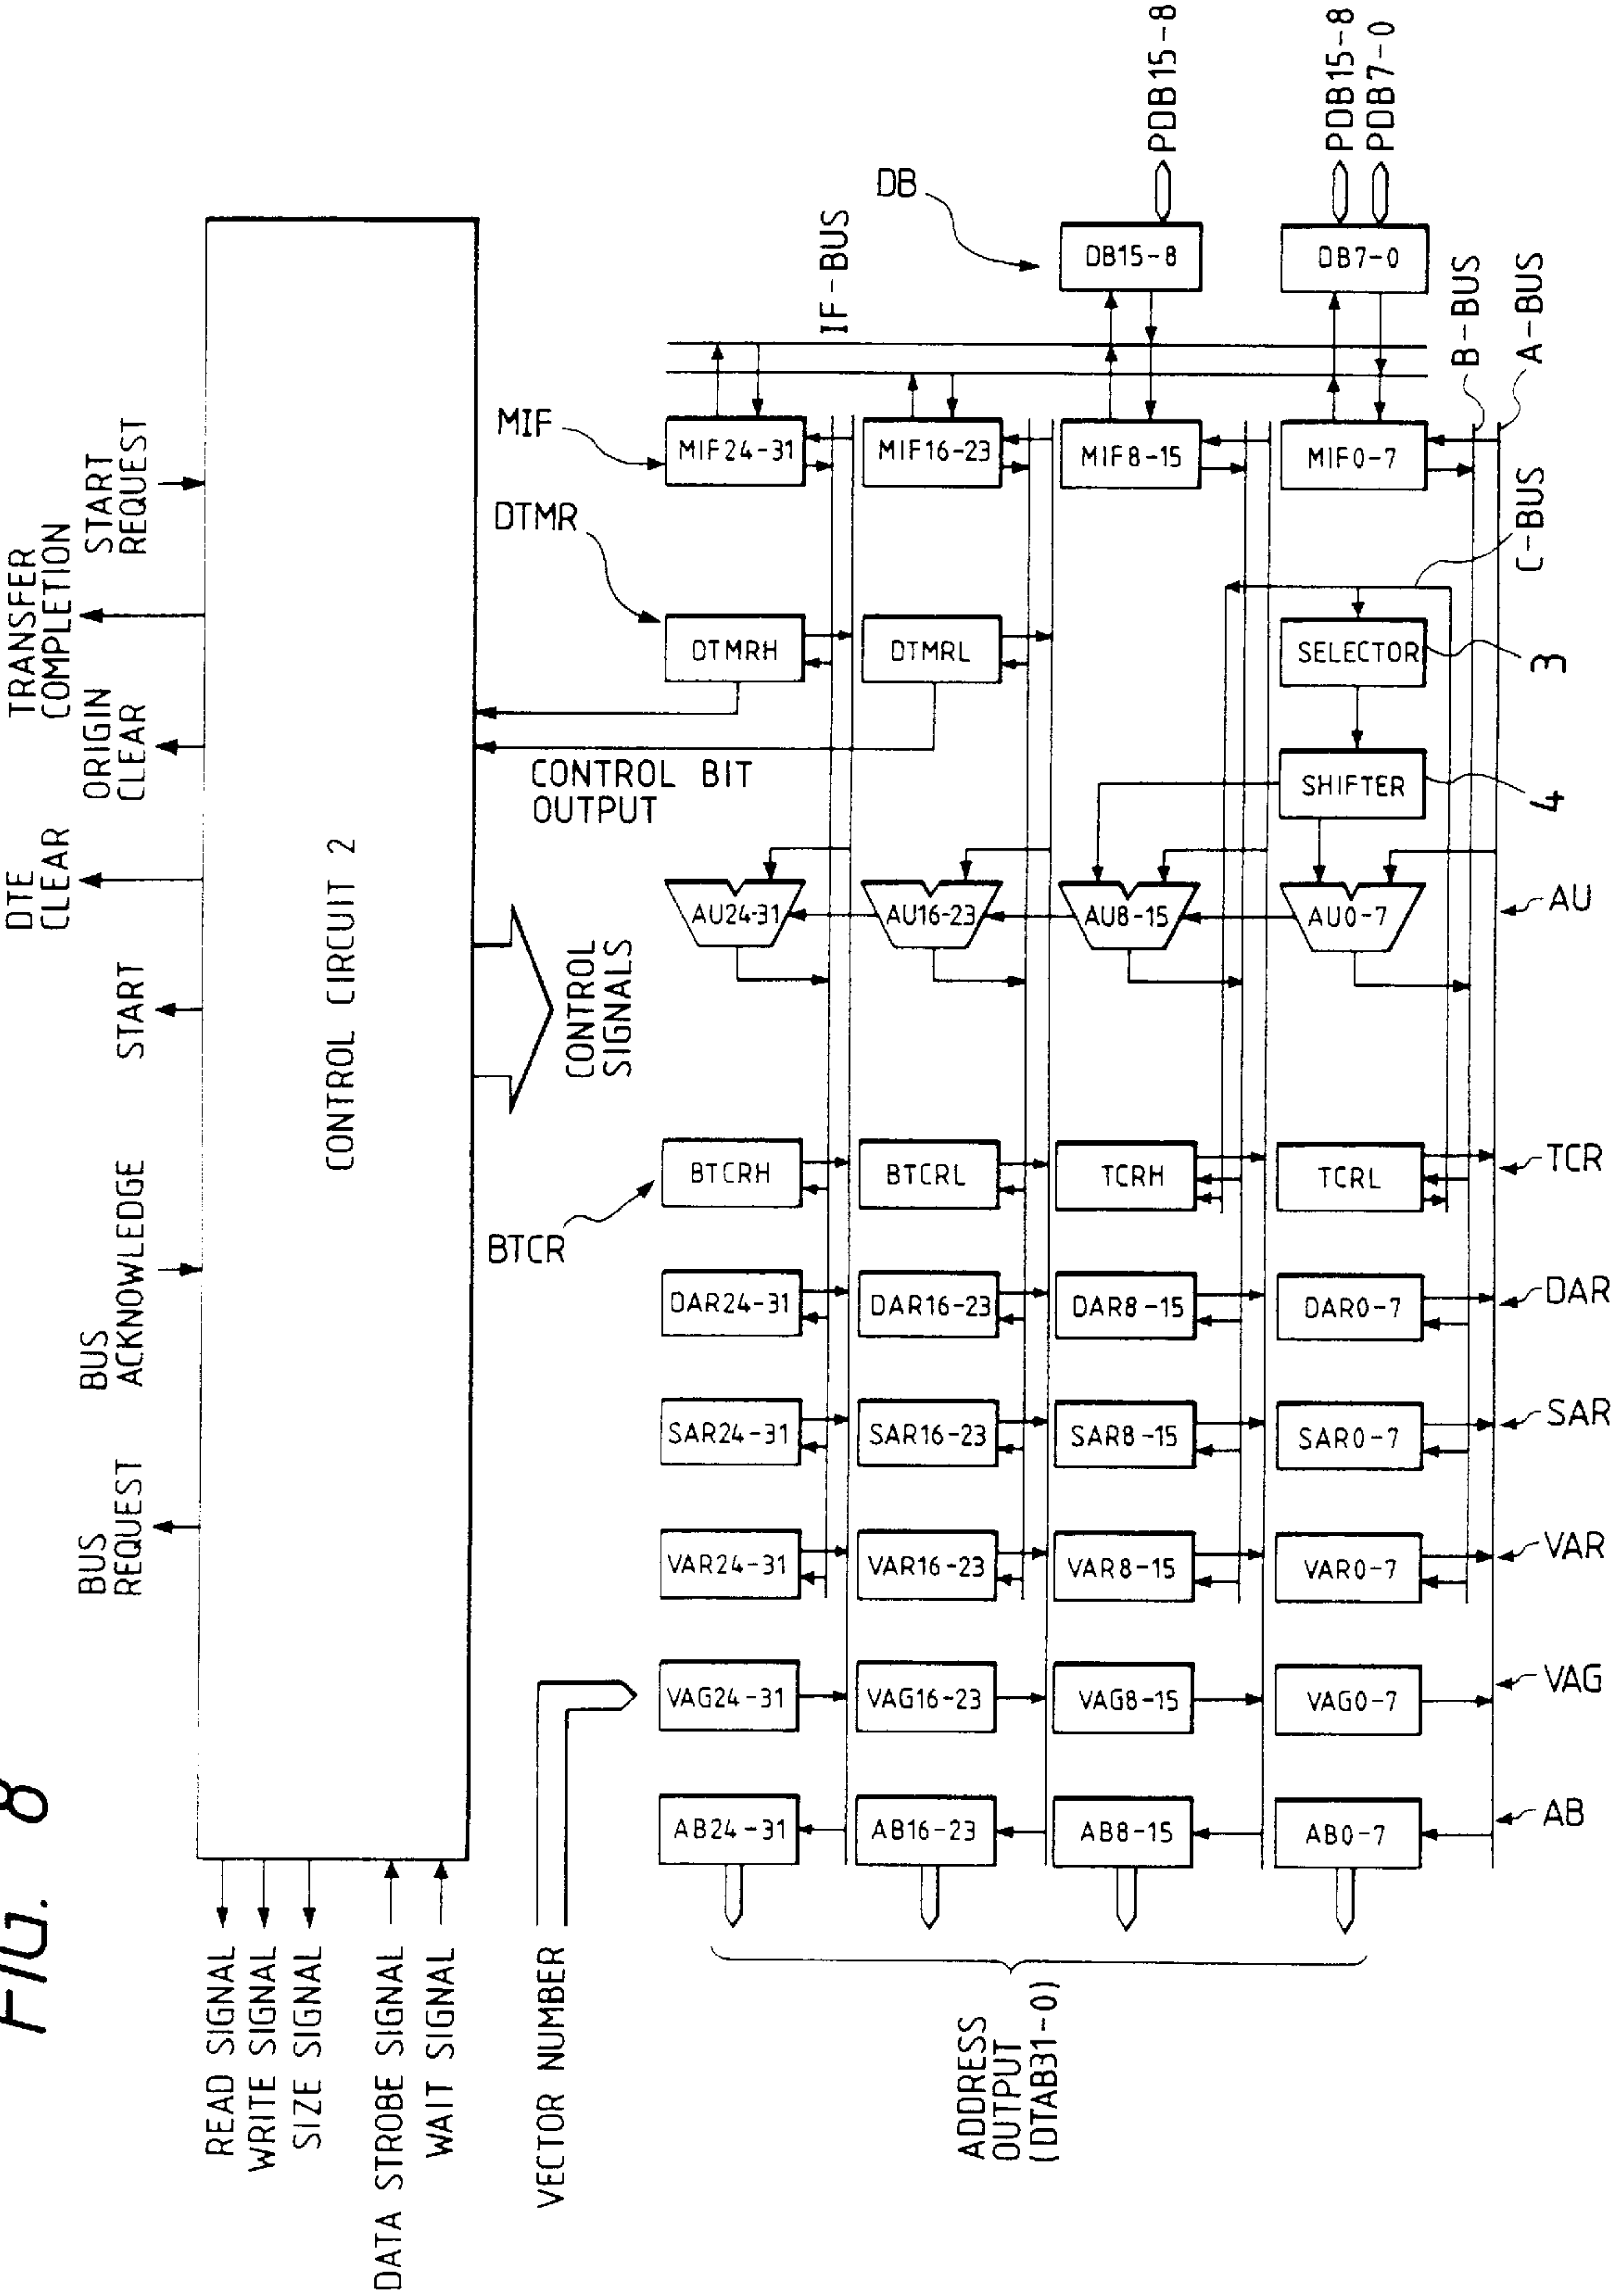 FIG. 8
DTE
CLEAR
TRANSFER
COMPLETION
ORIGIN
CLEAR
START
REQUEST
START
BUS
ACKNOWLEDGE
BUS
REQUEST
CONTROL CIRCUIT 2
READ SIGNAL
WRITE SIGNAL
SIZE SIGNAL
DATA STROBE SIGNAL
WAIT SIGNAL
CONTROL
SIGNALS
CONTROL BIT
OUTPUT
VECTOR NUMBER
BTCR
DTMR
MIF
IF-BUS
DB
AB24-31
VAG24-31
VAR24-31
SAR24-31
DAR24-31
BTCRH
AU24-31
DTMRH
MIF24-31
AB16-23
VAG16-23
VAR16-23
SAR16-23
DAR16-23
BTCRL
AU16-23
DTMRL
MIF16-23
AB8-15
VAG8-15
VAR8-15
SAR8-15
DAR8-15
TCRH
AU8-15
MIF8-15
DB15-8
PDB15-8
AB0-7
VAG0-7
VAR0-7
SAR0-7
DAR0-7
TCRL
AU0-7
SHIFTER
SELECTOR
MIF0-7
DB7-0
PDB15-8
PDB7-0
ADDRESS
OUTPUT
(DTAB31-0)
AB
VAG
VAR
SAR
DAR
TCR
AU
4
3
C-BUS
B-BUS
A-BUS